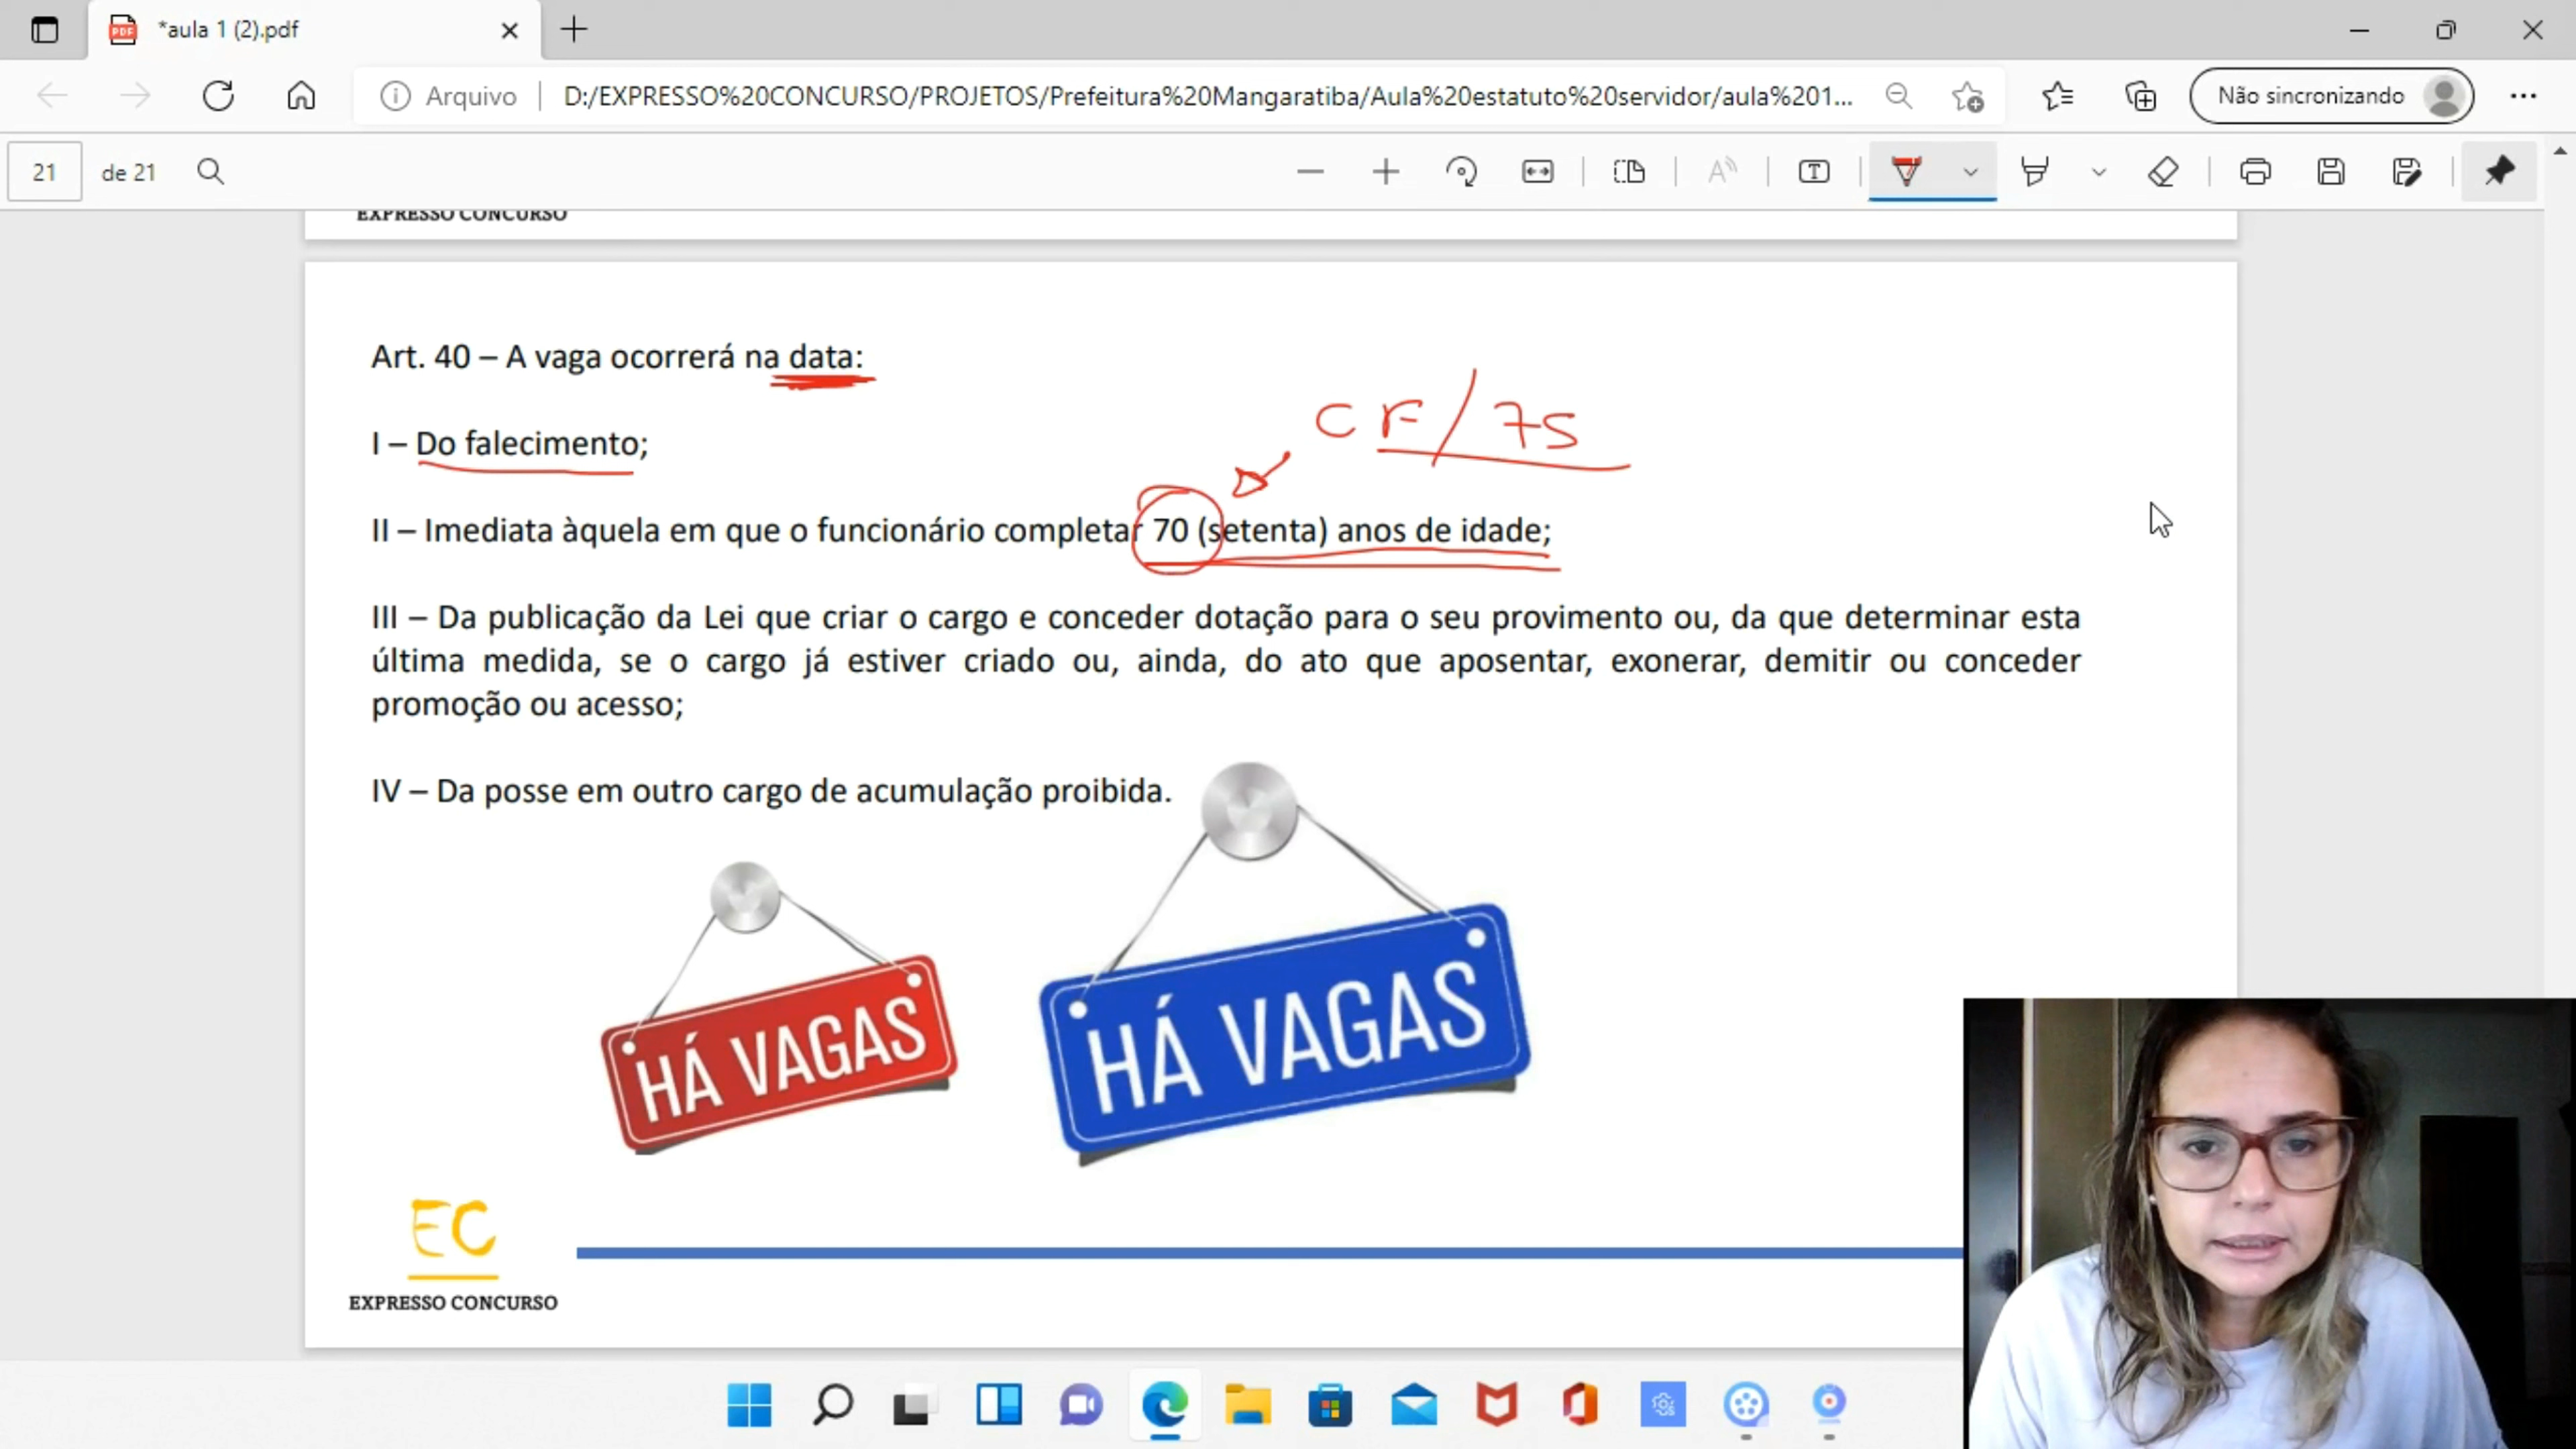 *aula 1 (2).pdf
Arquivo
D:/EXPRESSO%20CONCURSO/PROJETOS/Prefeitura%20Mangaratiba/Aula%20estatuto%20servidor/aula%201...
Não sincronizando
21 de 21
EXPRESSO CONCURSO
Art. 40 – A vaga ocorrerá na data:
CF/75
I – Do falecimento;
II – Imediata àquela em que o funcionário completar 70 (setenta) anos de idade;
III – Da publicação da Lei que criar o cargo e conceder dotação para o seu provimento ou, da que determinar esta
última medida, se o cargo já estiver criado ou, ainda, do ato que aposentar, exonerar, demitir ou conceder
promoção ou acesso;
IV – Da posse em outro cargo de acumulação proibida.
HÁ VAGAS
HÁ VAGAS
EC
EXPRESSO CONCURSO